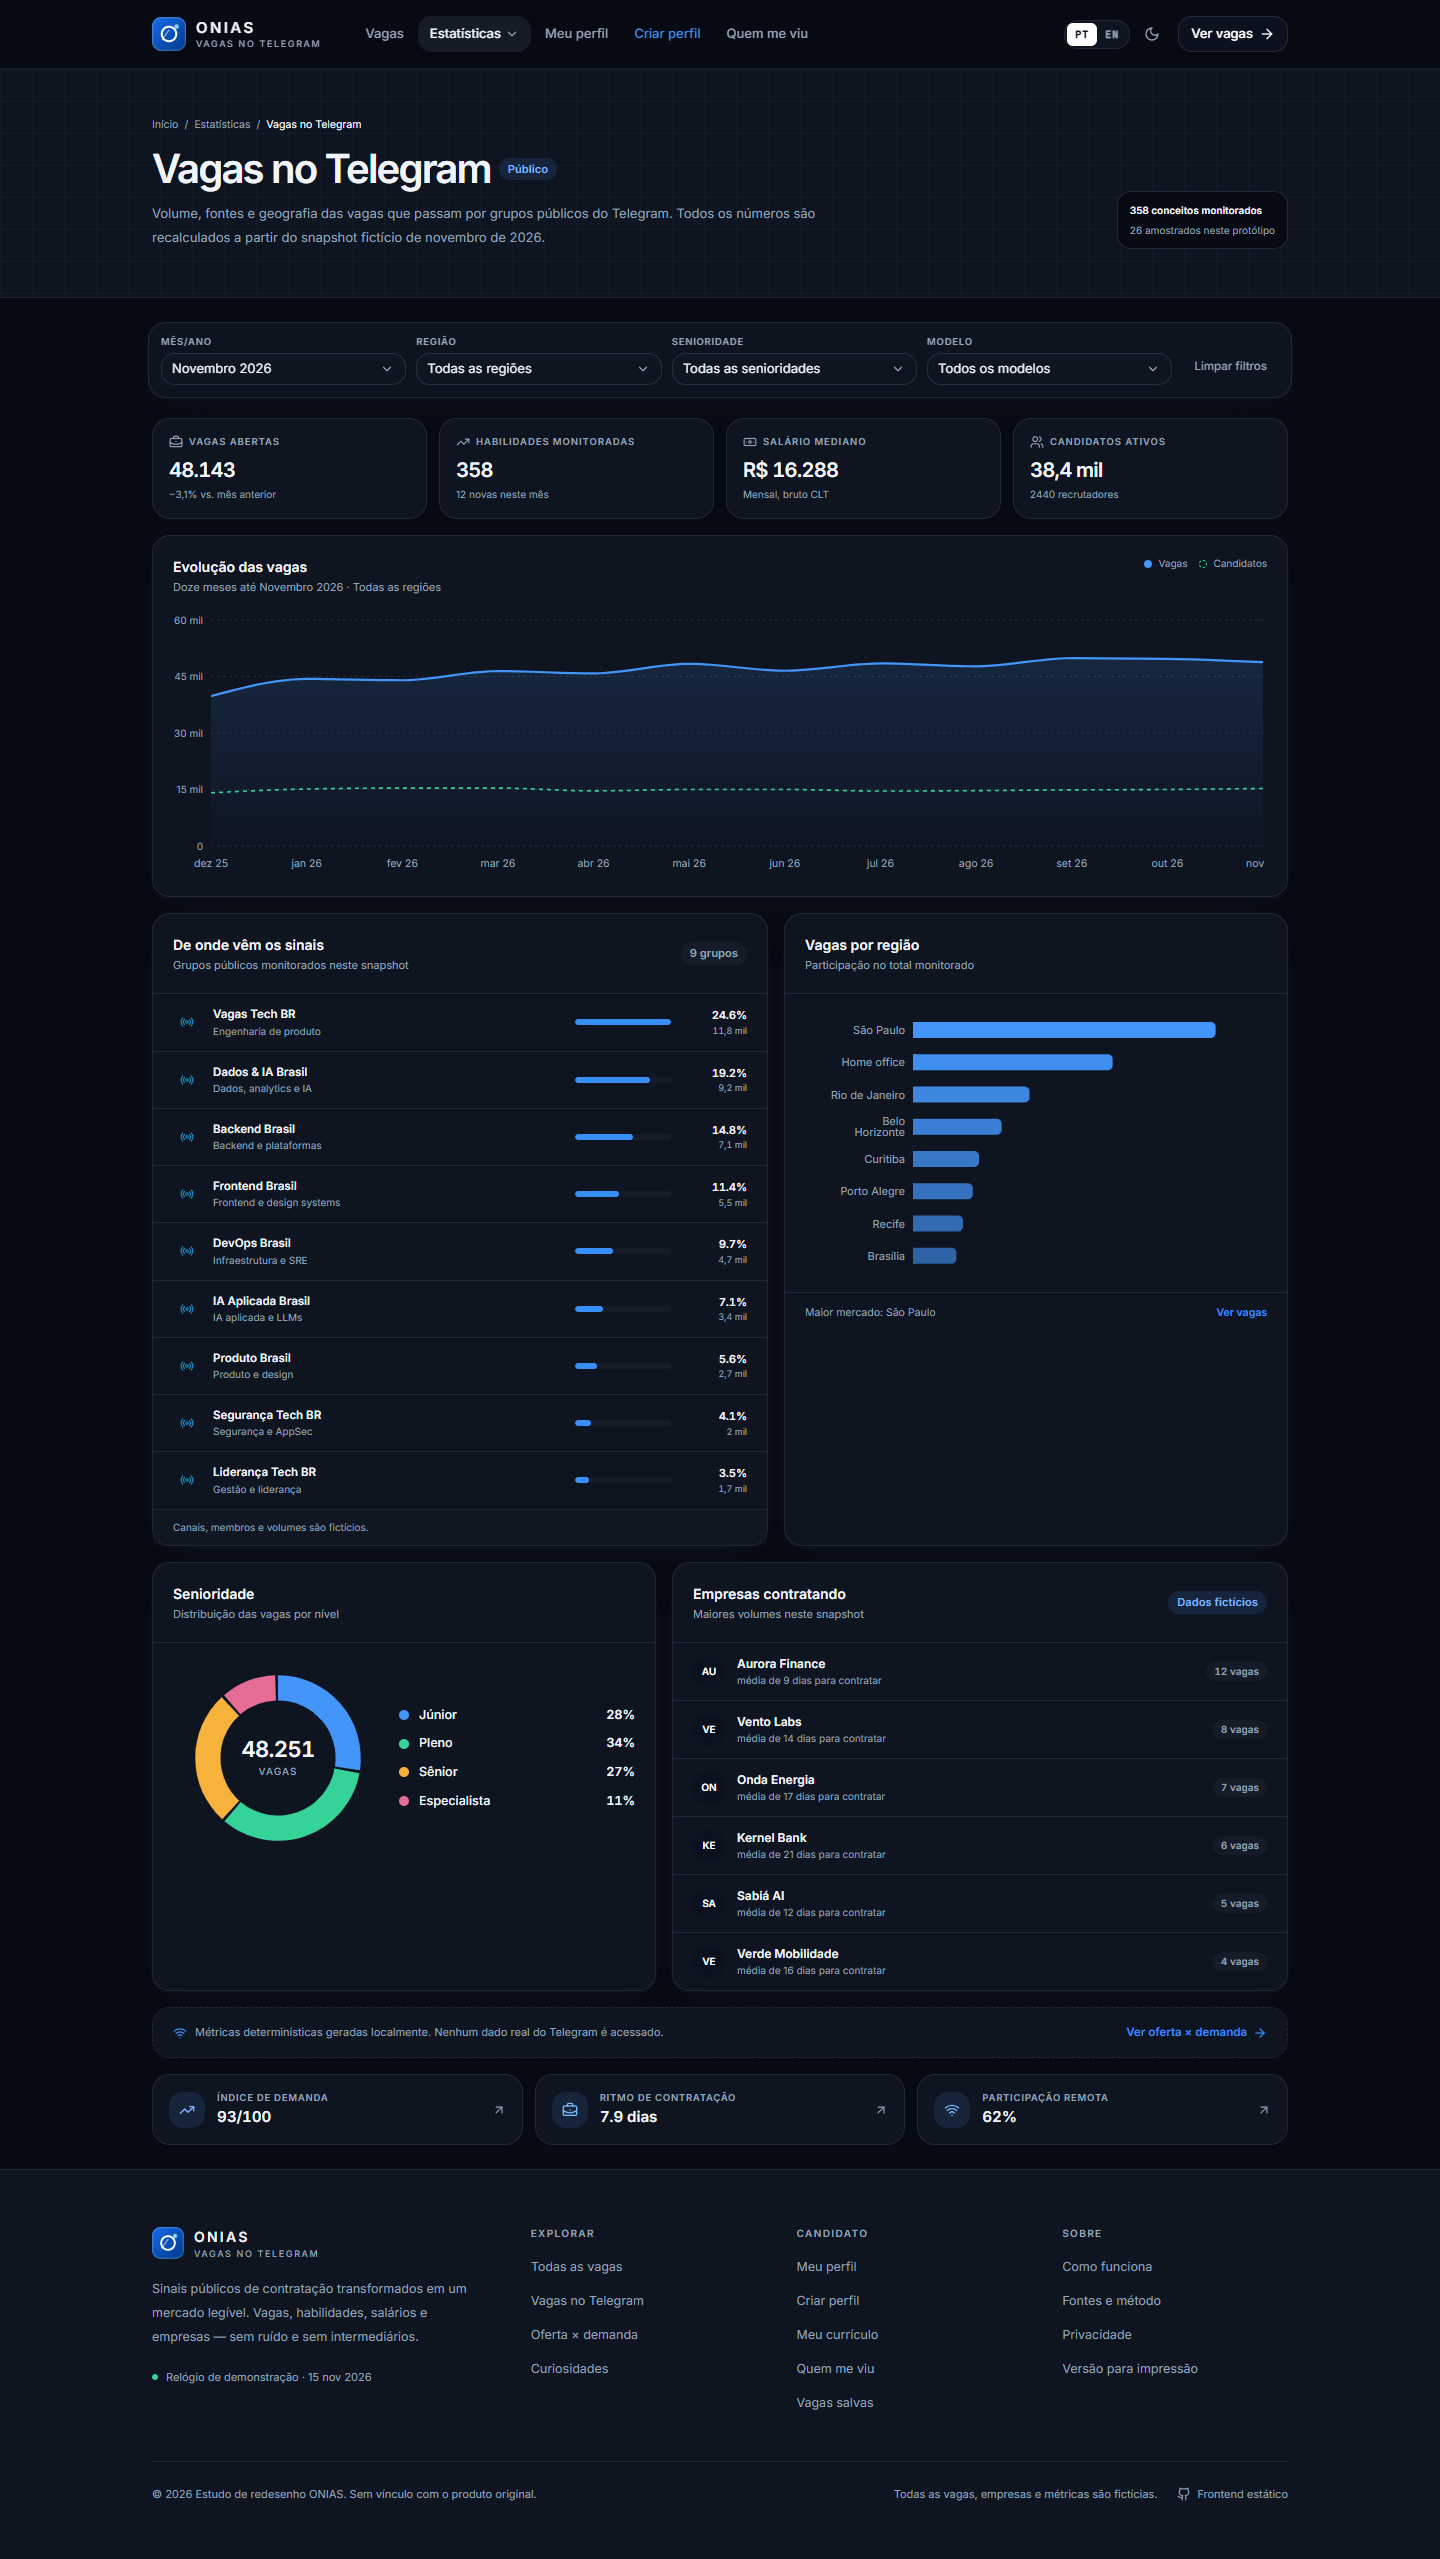 ONIAS
VAGAS NO TELEGRAM
Vagas
Estatísticas
Meu perfil
Criar perfil
Quem me viu
PT
EN
Ver vagas
Início / Estatísticas / Vagas no Telegram
Vagas no Telegram
Público
Volume, fontes e geografia das vagas que passam por grupos públicos do Telegram. Todos os números são
recalculados a partir do snapshot fictício de novembro de 2026.
358 conceitos monitorados
26 amostrados neste protótipo
MÊS/ANO
Novembro 2026
REGIÃO
Todas as regiões
SENIORIDADE
Todas as senioridades
MODELO
Todos os modelos
Limpar filtros
VAGAS ABERTAS
48.143
−3,1% vs. mês anterior
HABILIDADES MONITORADAS
358
12 novas neste mês
SALÁRIO MEDIANO
R$ 16.288
Mensal, bruto CLT
CANDIDATOS ATIVOS
38,4 mil
2440 recrutadores
Evolução das vagas
Doze meses até Novembro 2026 · Todas as regiões
Vagas
Candidatos
60 mil
45 mil
30 mil
15 mil
0
dez 25
jan 26
fev 26
mar 26
abr 26
mai 26
jun 26
jul 26
ago 26
set 26
out 26
nov
De onde vêm os sinais
Grupos públicos monitorados neste snapshot
9 grupos
Vagas Tech BR
Engenharia de produto
24.6%
11,8 mil
Dados & IA Brasil
Dados, analytics e IA
19.2%
9,2 mil
Backend Brasil
Backend e plataformas
14.8%
7,1 mil
Frontend Brasil
Frontend e design systems
11.4%
5,5 mil
DevOps Brasil
Infraestrutura e SRE
9.7%
4,7 mil
IA Aplicada Brasil
IA aplicada e LLMs
7.1%
3,4 mil
Produto Brasil
Produto e design
5.6%
2,7 mil
Segurança Tech BR
Segurança e AppSec
4.1%
2 mil
Liderança Tech BR
Gestão e liderança
3.5%
1,7 mil
Canais, membros e volumes são fictícios.
Vagas por região
Participação no total monitorado
São Paulo
Home office
Rio de Janeiro
Belo
Horizonte
Curitiba
Porto Alegre
Recife
Brasília
Maior mercado: São Paulo
Ver vagas
Senioridade
Distribuição das vagas por nível
48.251
VAGAS
Júnior
28%
Pleno
34%
Sênior
27%
Especialista
11%
Empresas contratando
Maiores volumes neste snapshot
Dados fictícios
AU
Aurora Finance
média de 9 dias para contratar
12 vagas
VE
Vento Labs
média de 14 dias para contratar
8 vagas
ON
Onda Energia
média de 17 dias para contratar
7 vagas
KE
Kernel Bank
média de 21 dias para contratar
6 vagas
SA
Sabiá AI
média de 12 dias para contratar
5 vagas
VE
Verde Mobilidade
média de 16 dias para contratar
4 vagas
Métricas determinísticas geradas localmente. Nenhum dado real do Telegram é acessado.
Ver oferta × demanda
ÍNDICE DE DEMANDA
93/100
RITMO DE CONTRATAÇÃO
7.9 dias
PARTICIPAÇÃO REMOTA
62%
ONIAS
VAGAS NO TELEGRAM
Sinais públicos de contratação transformados em um
mercado legível. Vagas, habilidades, salários e
empresas — sem ruído e sem intermediários.
Relógio de demonstração · 15 nov 2026
EXPLORAR
Todas as vagas
Vagas no Telegram
Oferta × demanda
Curiosidades
CANDIDATO
Meu perfil
Criar perfil
Meu currículo
Quem me viu
Vagas salvas
SOBRE
Como funciona
Fontes e método
Privacidade
Versão para impressão
© 2026 Estudo de redesenho ONIAS. Sem vínculo com o produto original.
Todas as vagas, empresas e métricas são fictícias.
Frontend estático